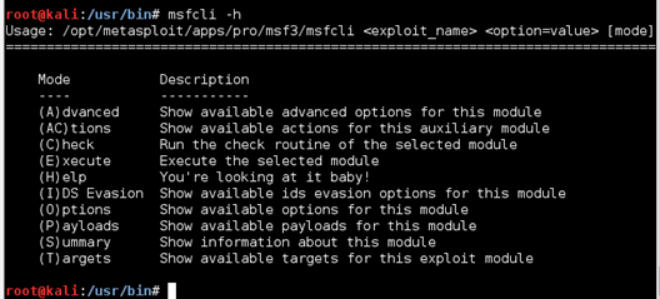 root@kali:/usr/bin# msfcli -h
Usage: /opt/metasploit/apps/pro/msf3/msfcli <exploit_name> <option=value> [mode]
==============================================================================
Mode Description
---- -----------
(A)dvanced Show available advanced options for this module
(AC)tions Show available actions for this auxiliary module
(C)heck Run the check routine of the selected module
(E)xecute Execute the selected module
(H)elp You're looking at it baby!
(I)DS Evasion Show available ids evasion options for this module
(O)ptions Show available options for this module
(P)ayloads Show available payloads for this module
(S)ummary Show information about this module
(T)argets Show available targets for this exploit module
root@kali:/usr/bin#